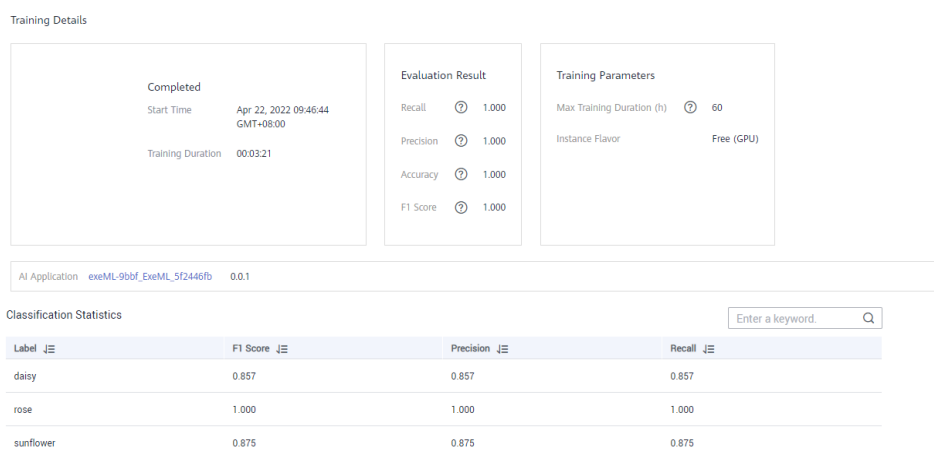 Training Details
Completed
Start Time Apr 22, 2022 09:46:44
GMT+08:00
Training Duration 00:03:21
Evaluation Result
Recall ? 1.000
Precision ? 1.000
Accuracy ? 1.000
F1 Score ? 1.000
Training Parameters
Max Training Duration (h) ? 60
Instance Flavor Free (GPU)
AI Application exeML-9bbf_ExeML_5f2446fb 0.0.1
Classification Statistics
Enter a keyword.
Label F1 Score Precision Recall
daisy 0.857 0.857 0.857
rose 1.000 1.000 1.000
sunflower 0.875 0.875 0.875